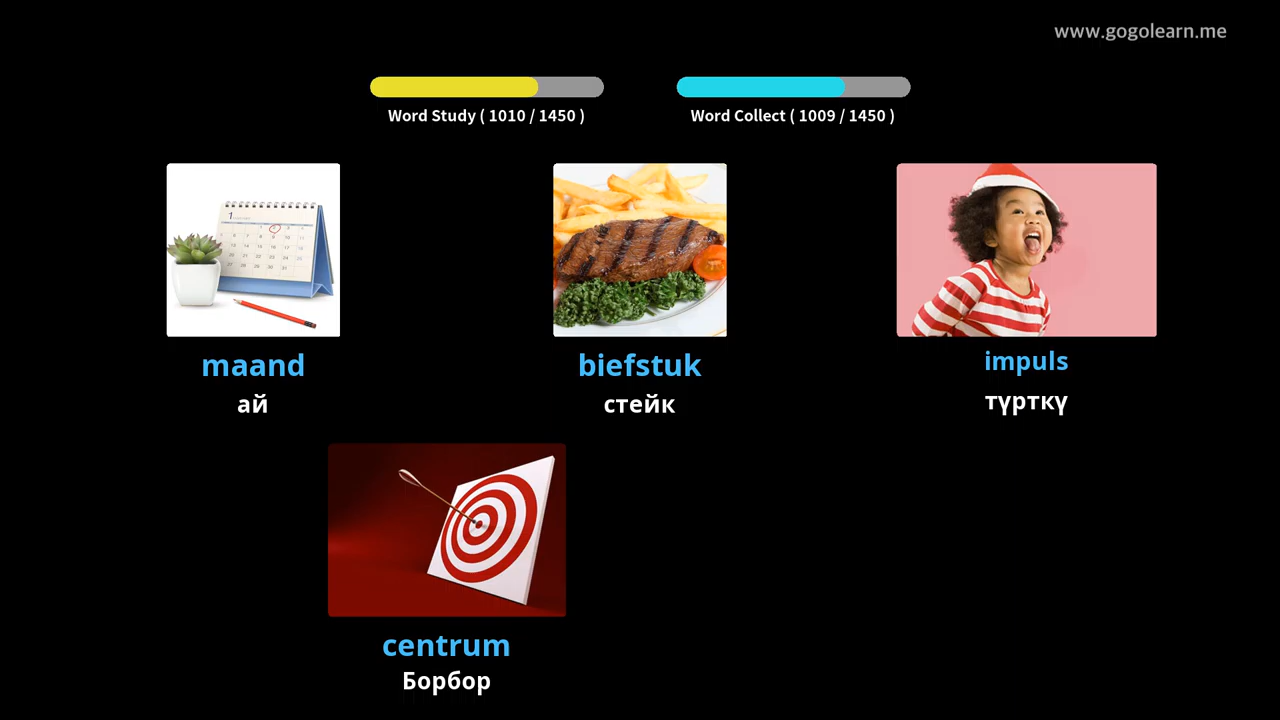 www.gogolearn.me
Word Study ( 1010 / 1450 )
Word Collect ( 1009 / 1450 )
maand
ай
biefstuk
стейк
impuls
түрткү
centrum
Борбор